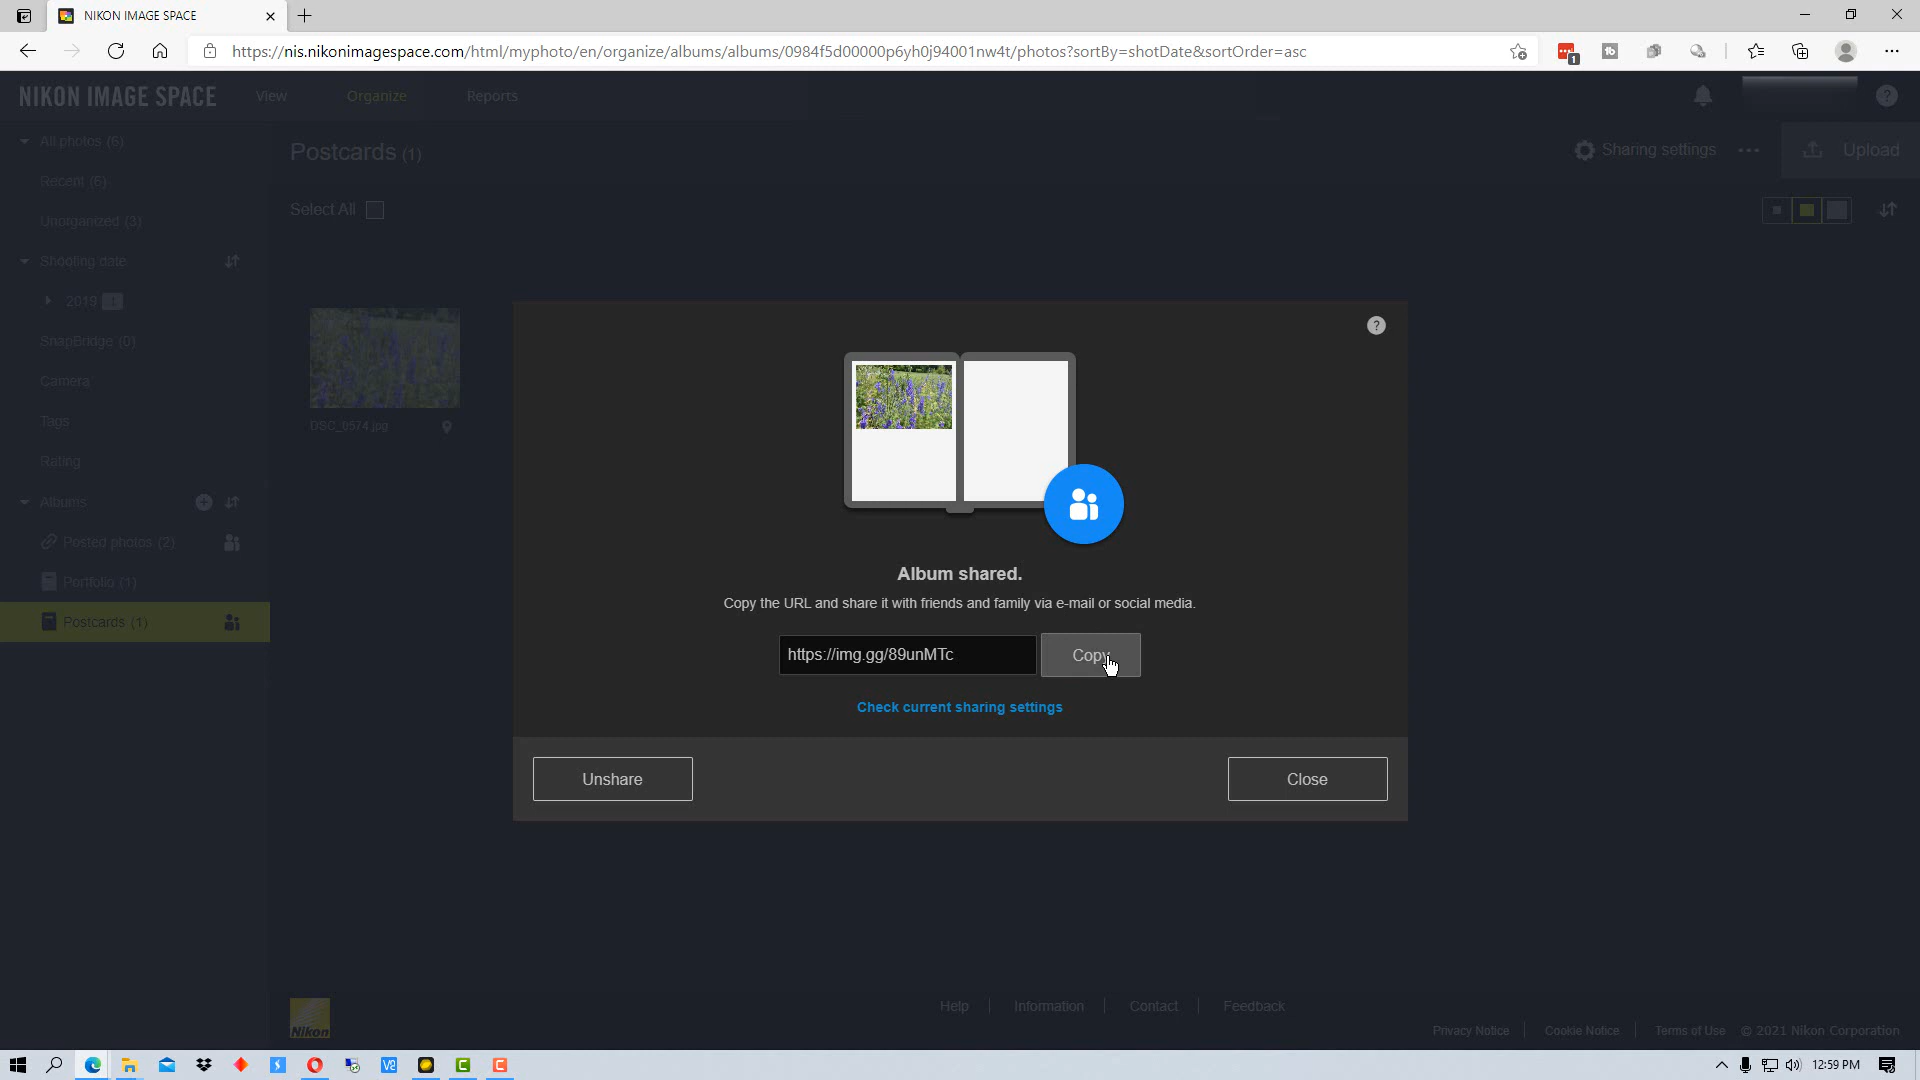 NIKON IMAGE SPACE
https://nis.nikonimagespace.com/html/myphoto/en/organize/albums/albums/0984f5d00000p6yh0j94001nw4t/photos?sortBy=shotDate&sortOrder=asc
1
NIKON IMAGE SPACE
View
Organize
Reports
?
All photos (6)
Postcards (1)
Sharing settings
Upload
Recent (6)
Select All
Unorganized (3)
Shooting date
2019 1
SnapBridge (0)
Camera
DSC_0574.jpg
Tags
Rating
Albums
Posted photos (2)
Portfolio (1)
Postcards (1)
?
Album shared.
Copy the URL and share it with friends and family via e-mail or social media.
https://img.gg/89unMTc
Copy
Check current sharing settings
Unshare
Close
Nikon
Help
Information
Contact
Feedback
Privacy Notice
Cookie Notice
Terms of Use
© 2021 Nikon Corporation
12:59 PM